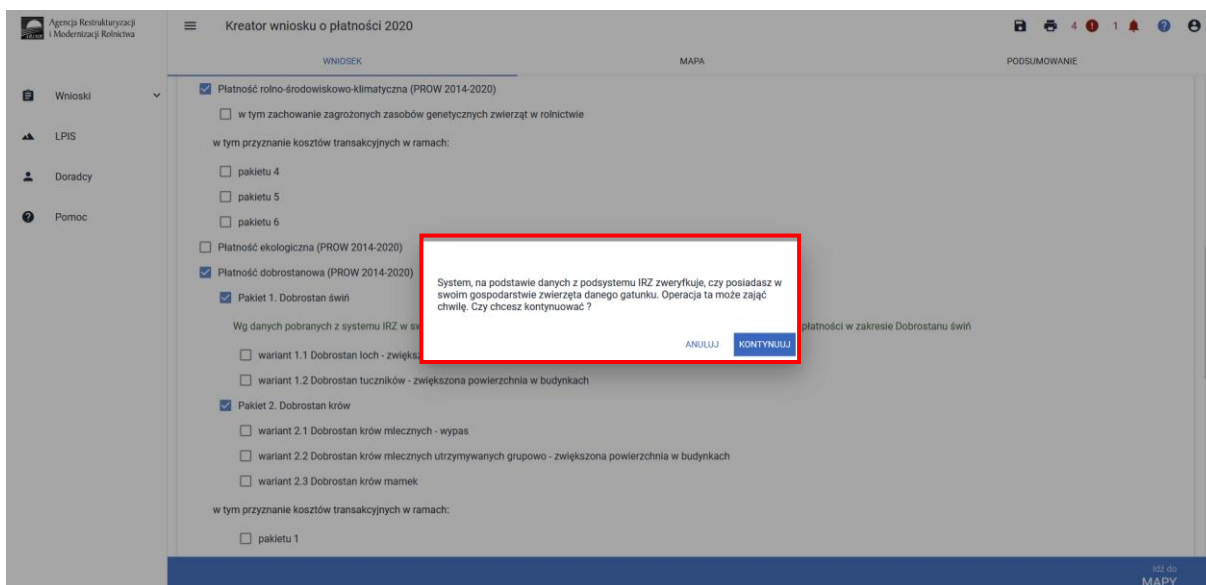 Agencja Restrukturyzacji
i Modernizacji Rolnictwa
Kreator wniosku o płatności 2020
4
1
WNIOSEK
MAPA
PODSUMOWANIE
Wnioski
LPIS
Doradcy
Pomoc
Płatność rolno-środowiskowo-klimatyczna (PROW 2014-2020)
w tym zachowanie zagrożonych zasobów genetycznych zwierząt w rolnictwie
w tym przyznanie kosztów transakcyjnych w ramach:
pakietu 4
pakietu 5
pakietu 6
Płatność ekologiczna (PROW 2014-2020)
Płatność dobrostanowa (PROW 2014-2020)
Pakiet 1. Dobrostan świń
Wg danych pobranych z systemu IRZ w płatności w zakresie Dobrostanu świń
wariant 1.1 Dobrostan loch -
wariant 1.2 Dobrostan tuczników - zwiększona powierzchnia w budynkach
Pakiet 2. Dobrostan krów
wariant 2.1 Dobrostan krów mlecznych - wypas
wariant 2.2 Dobrostan krów mlecznych utrzymywanych grupowo - zwiększona powierzchnia w budynkach
wariant 2.3 Dobrostan krów mamek
w tym przyznanie kosztów transakcyjnych w ramach:
pakietu 1
System, na podstawie danych z podsystemu IRZ zweryfkuje, czy posiadasz w
swoim gospodarstwie zwierzęta danego gatunku. Operacja ta może zająć
chwilę. Czy chcesz kontynuować ?
ANULUJ
KONTYNUUJ
idź do
MAPY